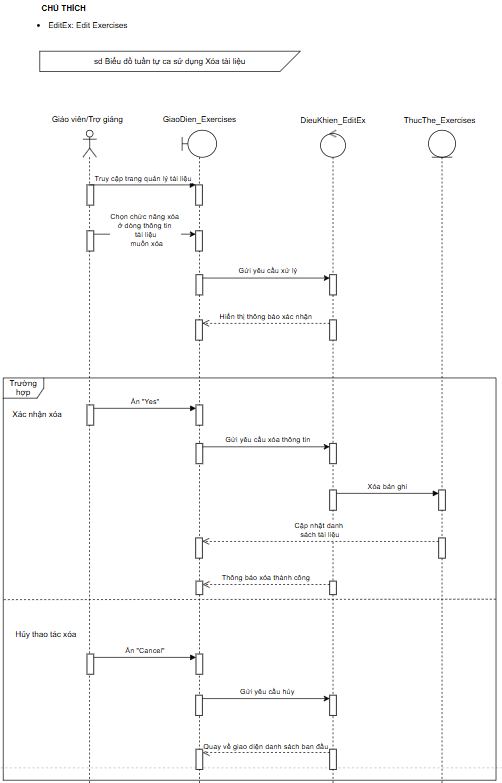 CHÚ THÍCH
• EditEx: Edit Exercises
sd Biểu đồ tuần tự ca sử dụng Xóa tài liệu
Giáo viên/Trợ giảng
GiaoDien_Exercises
DieuKhien_EditEx
ThucThe_Exercises
Truy cập trang quản lý tài liệu
Chọn chức năng xóa
ở dòng thông tin
tài liệu
muốn xóa
Gửi yêu cầu xử lý
Hiển thị thông báo xác nhận
Trường
hợp
Xác nhận xóa
Ấn "Yes"
Gửi yêu cầu xóa thông tin
Xóa bản ghi
Cập nhật danh
sách tài liệu
Thông báo xóa thành công
Hủy thao tác xóa
Ấn "Cancel"
Gửi yêu cầu hủy
Quay về giao diện danh sách ban đầu